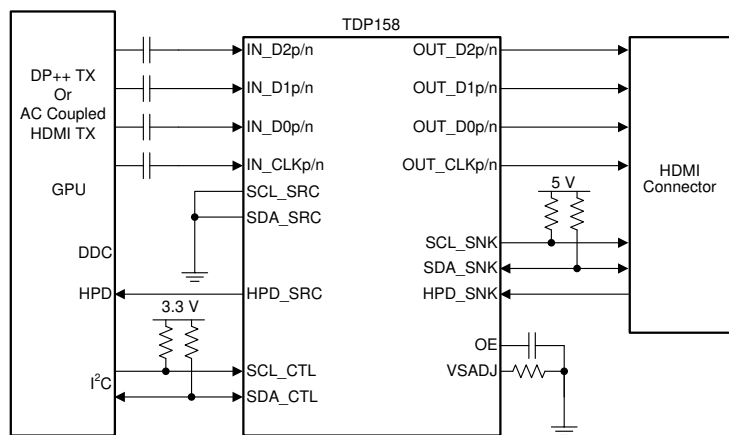 TDP158
DP++ TX
Or
AC Coupled
HDMI TX
GPU
DDC
HPD
I²C
IN_D2p/n
IN_D1p/n
IN_D0p/n
IN_CLKp/n
SCL_SRC
SDA_SRC
HPD_SRC
3.3 V
SCL_CTL
SDA_CTL
OUT_D2p/n
OUT_D1p/n
OUT_D0p/n
OUT_CLKp/n
5 V
SCL_SNK
SDA_SNK
HPD_SNK
OE
VSADJ
HDMI
Connector